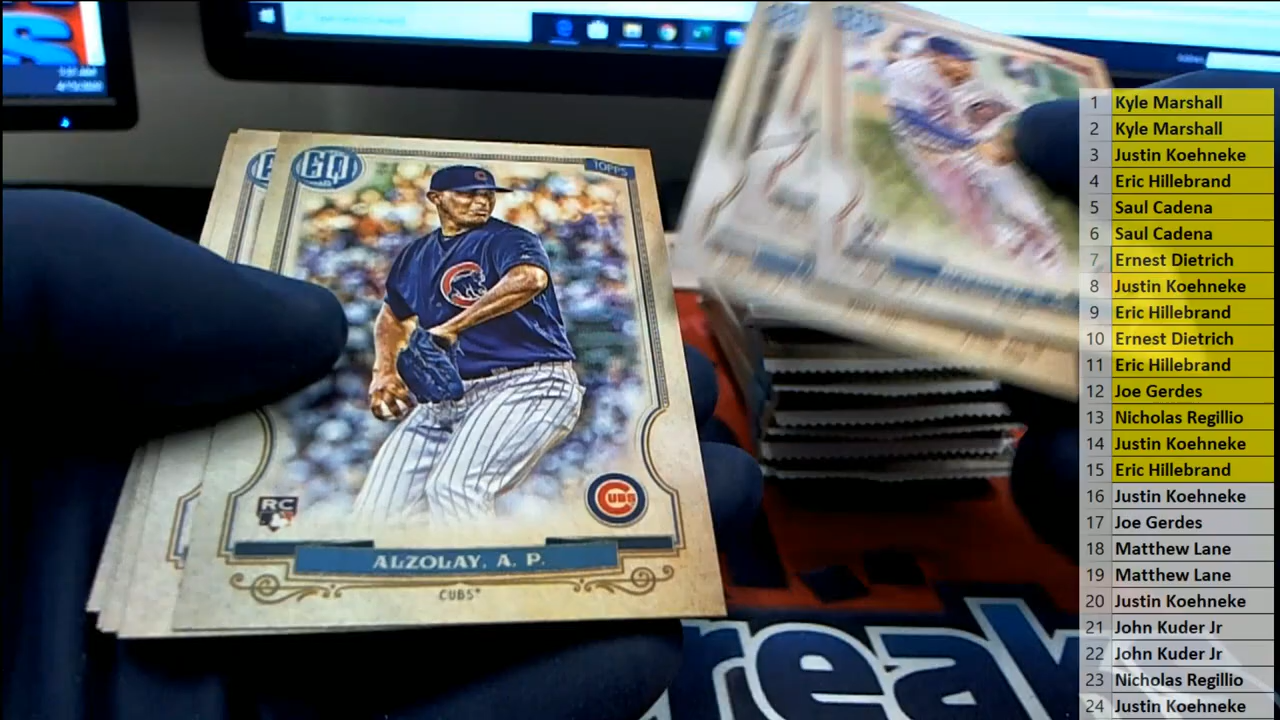 GQ
TOPPS
C
RC
CUBS
ALZOLAY, A. P.
CUBS
reak
1 Kyle Marshall
2 Kyle Marshall
3 Justin Koehneke
4 Eric Hillebrand
5 Saul Cadena
6 Saul Cadena
7 Ernest Dietrich
8 Justin Koehneke
9 Eric Hillebrand
10 Ernest Dietrich
11 Eric Hillebrand
12 Joe Gerdes
13 Nicholas Regillio
14 Justin Koehneke
15 Eric Hillebrand
16 Justin Koehneke
17 Joe Gerdes
18 Matthew Lane
19 Matthew Lane
20 Justin Koehneke
21 John Kuder Jr
22 John Kuder Jr
23 Nicholas Regillio
24 Justin Koehneke